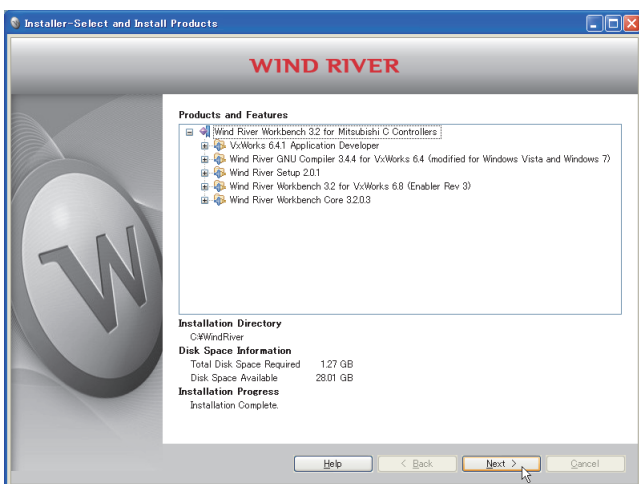 Installer-Select and Install Products
WIND RIVER
Products and Features
Wind River Workbench 3.2 for Mitsubishi C Controllers
VxWorks 6.4.1 Application Developer
Wind River GNU Compiler 3.4.4 for VxWorks 6.4 (modified for Windows Vista and Windows 7)
Wind River Setup 2.0.1
Wind River Workbench 3.2 for VxWorks 6.8 (Enabler Rev 3)
Wind River Workbench Core 3.2.0.3
W
Installation Directory
C:¥WindRiver
Disk Space Information
Total Disk Space Required 1.27 GB
Disk Space Available 28.01 GB
Installation Progress
Installation Complete.
Help < Back Next > Cancel